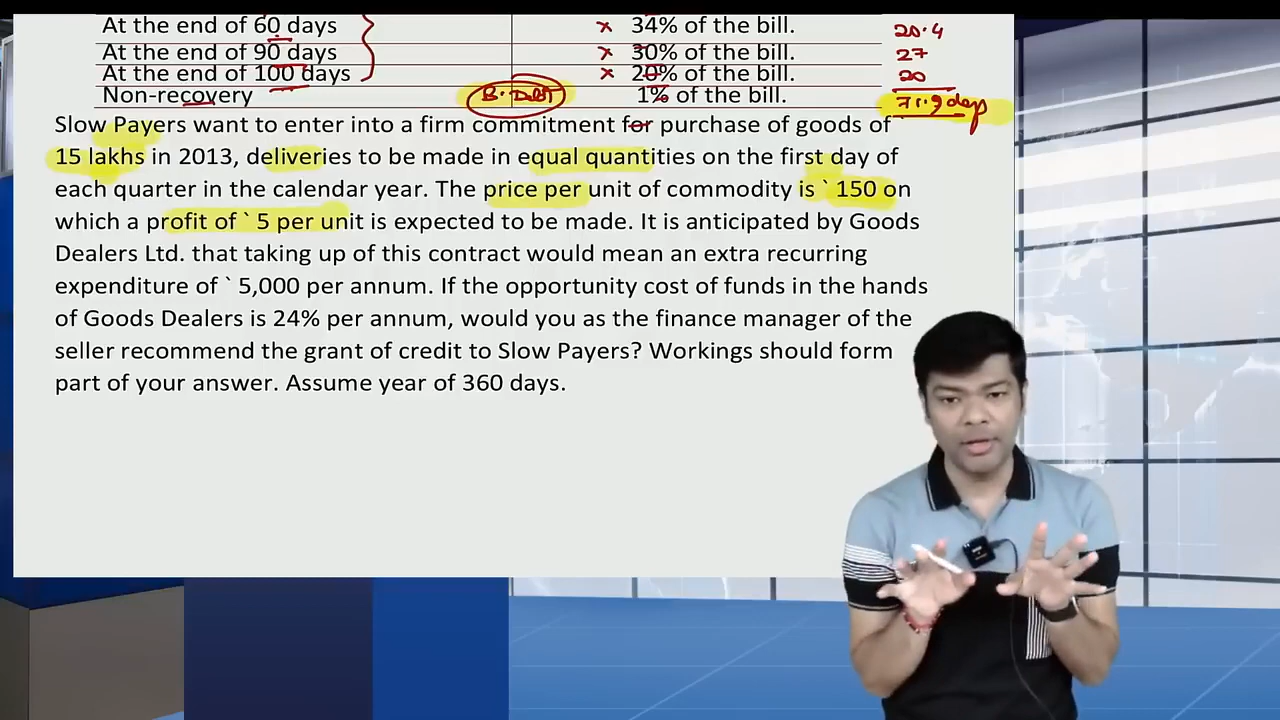 At the end of 60 days × 34% of the bill. 20.4
At the end of 90 days × 30% of the bill. 27
At the end of 100 days × 20% of the bill. 20
Non-recovery B. Debt 1% of the bill. 71.9 days
Slow Payers want to enter into a firm commitment for purchase of goods of `
15 lakhs in 2013, deliveries to be made in equal quantities on the first day of
each quarter in the calendar year. The price per unit of commodity is ` 150 on
which a profit of ` 5 per unit is expected to be made. It is anticipated by Goods
Dealers Ltd. that taking up of this contract would mean an extra recurring
expenditure of ` 5,000 per annum. If the opportunity cost of funds in the hands
of Goods Dealers is 24% per annum, would you as the finance manager of the
seller recommend the grant of credit to Slow Payers? Workings should form
part of your answer. Assume year of 360 days.